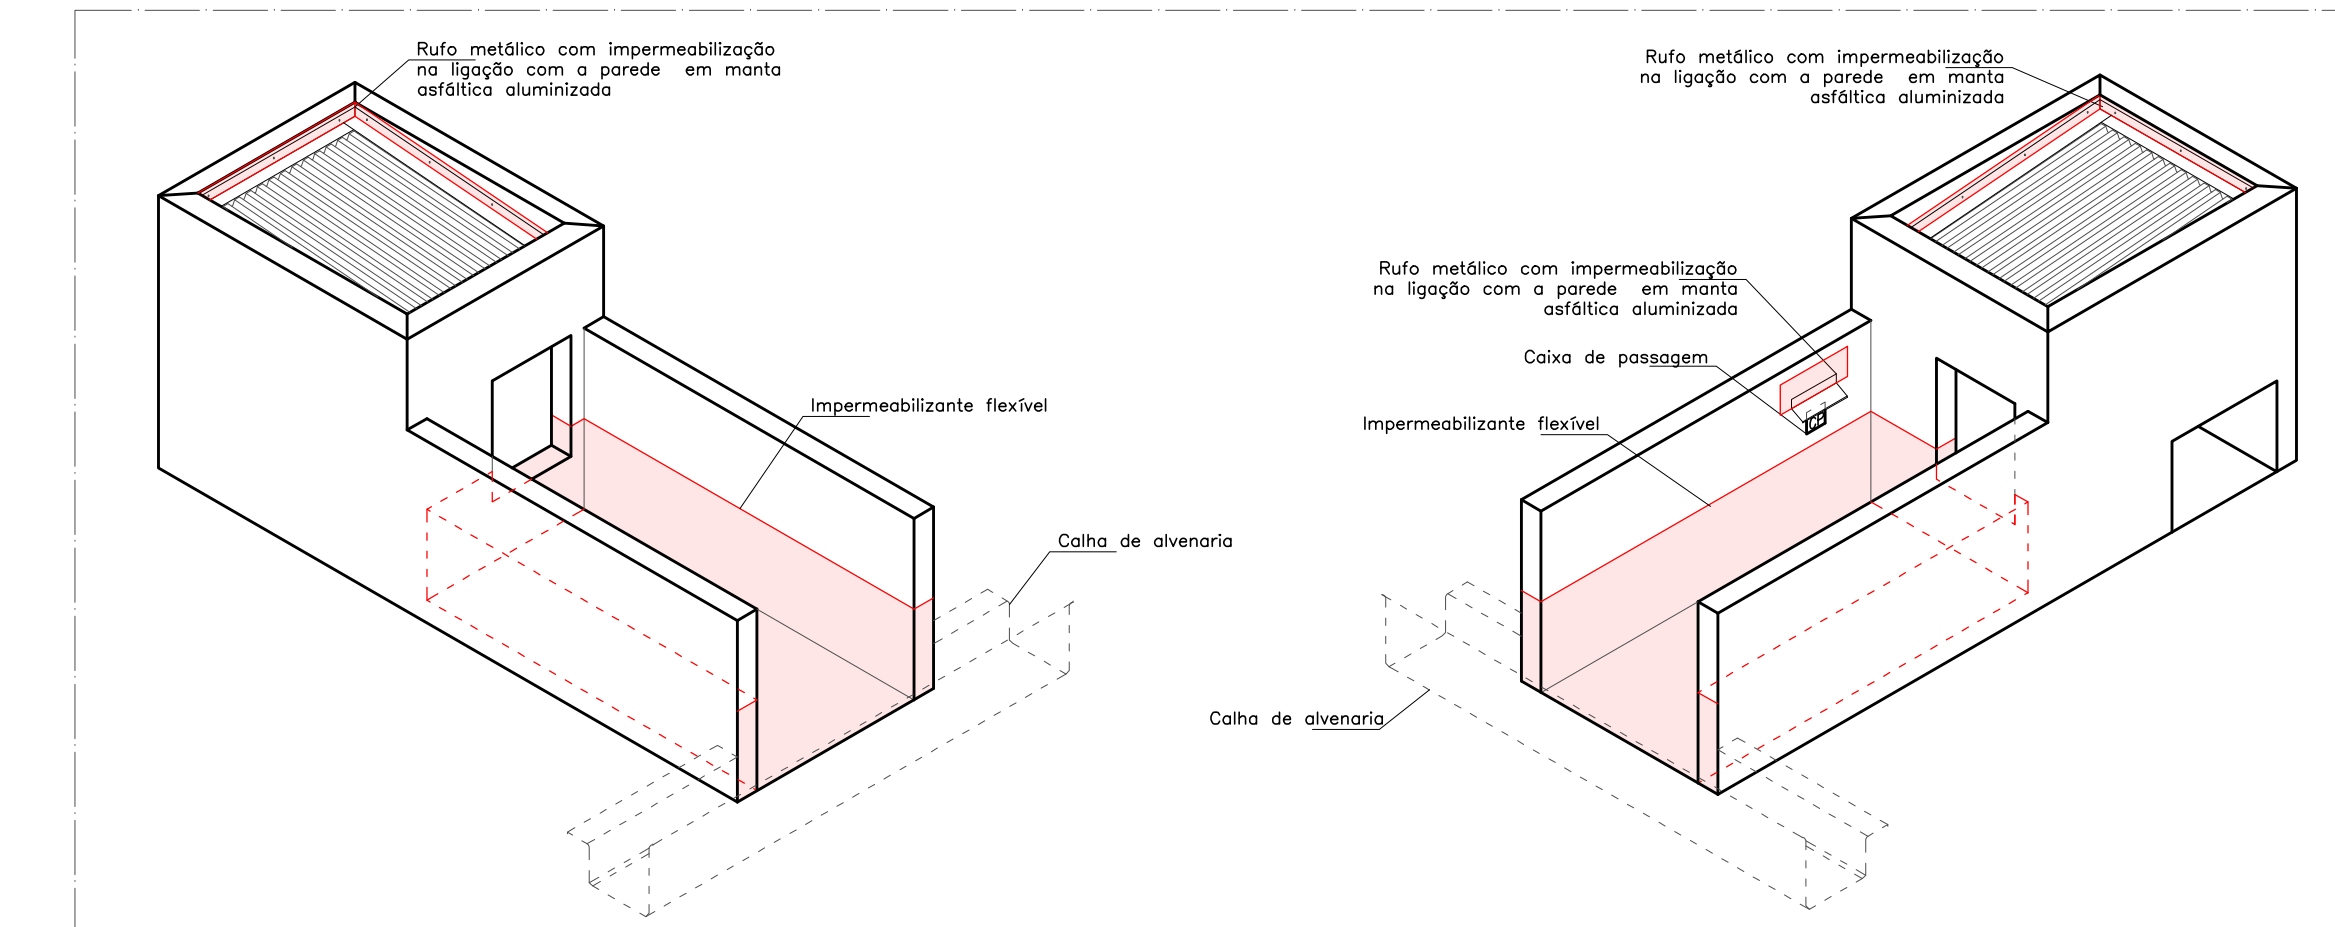 Rufo metálico com impermeabilização
na ligação com a parede em manta
asfáltica aluminizada
Impermeabilizante flexível
Calha de alvenaria
Rufo metálico com impermeabilização
na ligação com a parede em manta
asfáltica aluminizada
Rufo metálico com impermeabilização
na ligação com a parede em manta
asfáltica aluminizada
Caixa de passagem
CP
Impermeabilizante flexível
Calha de alvenaria